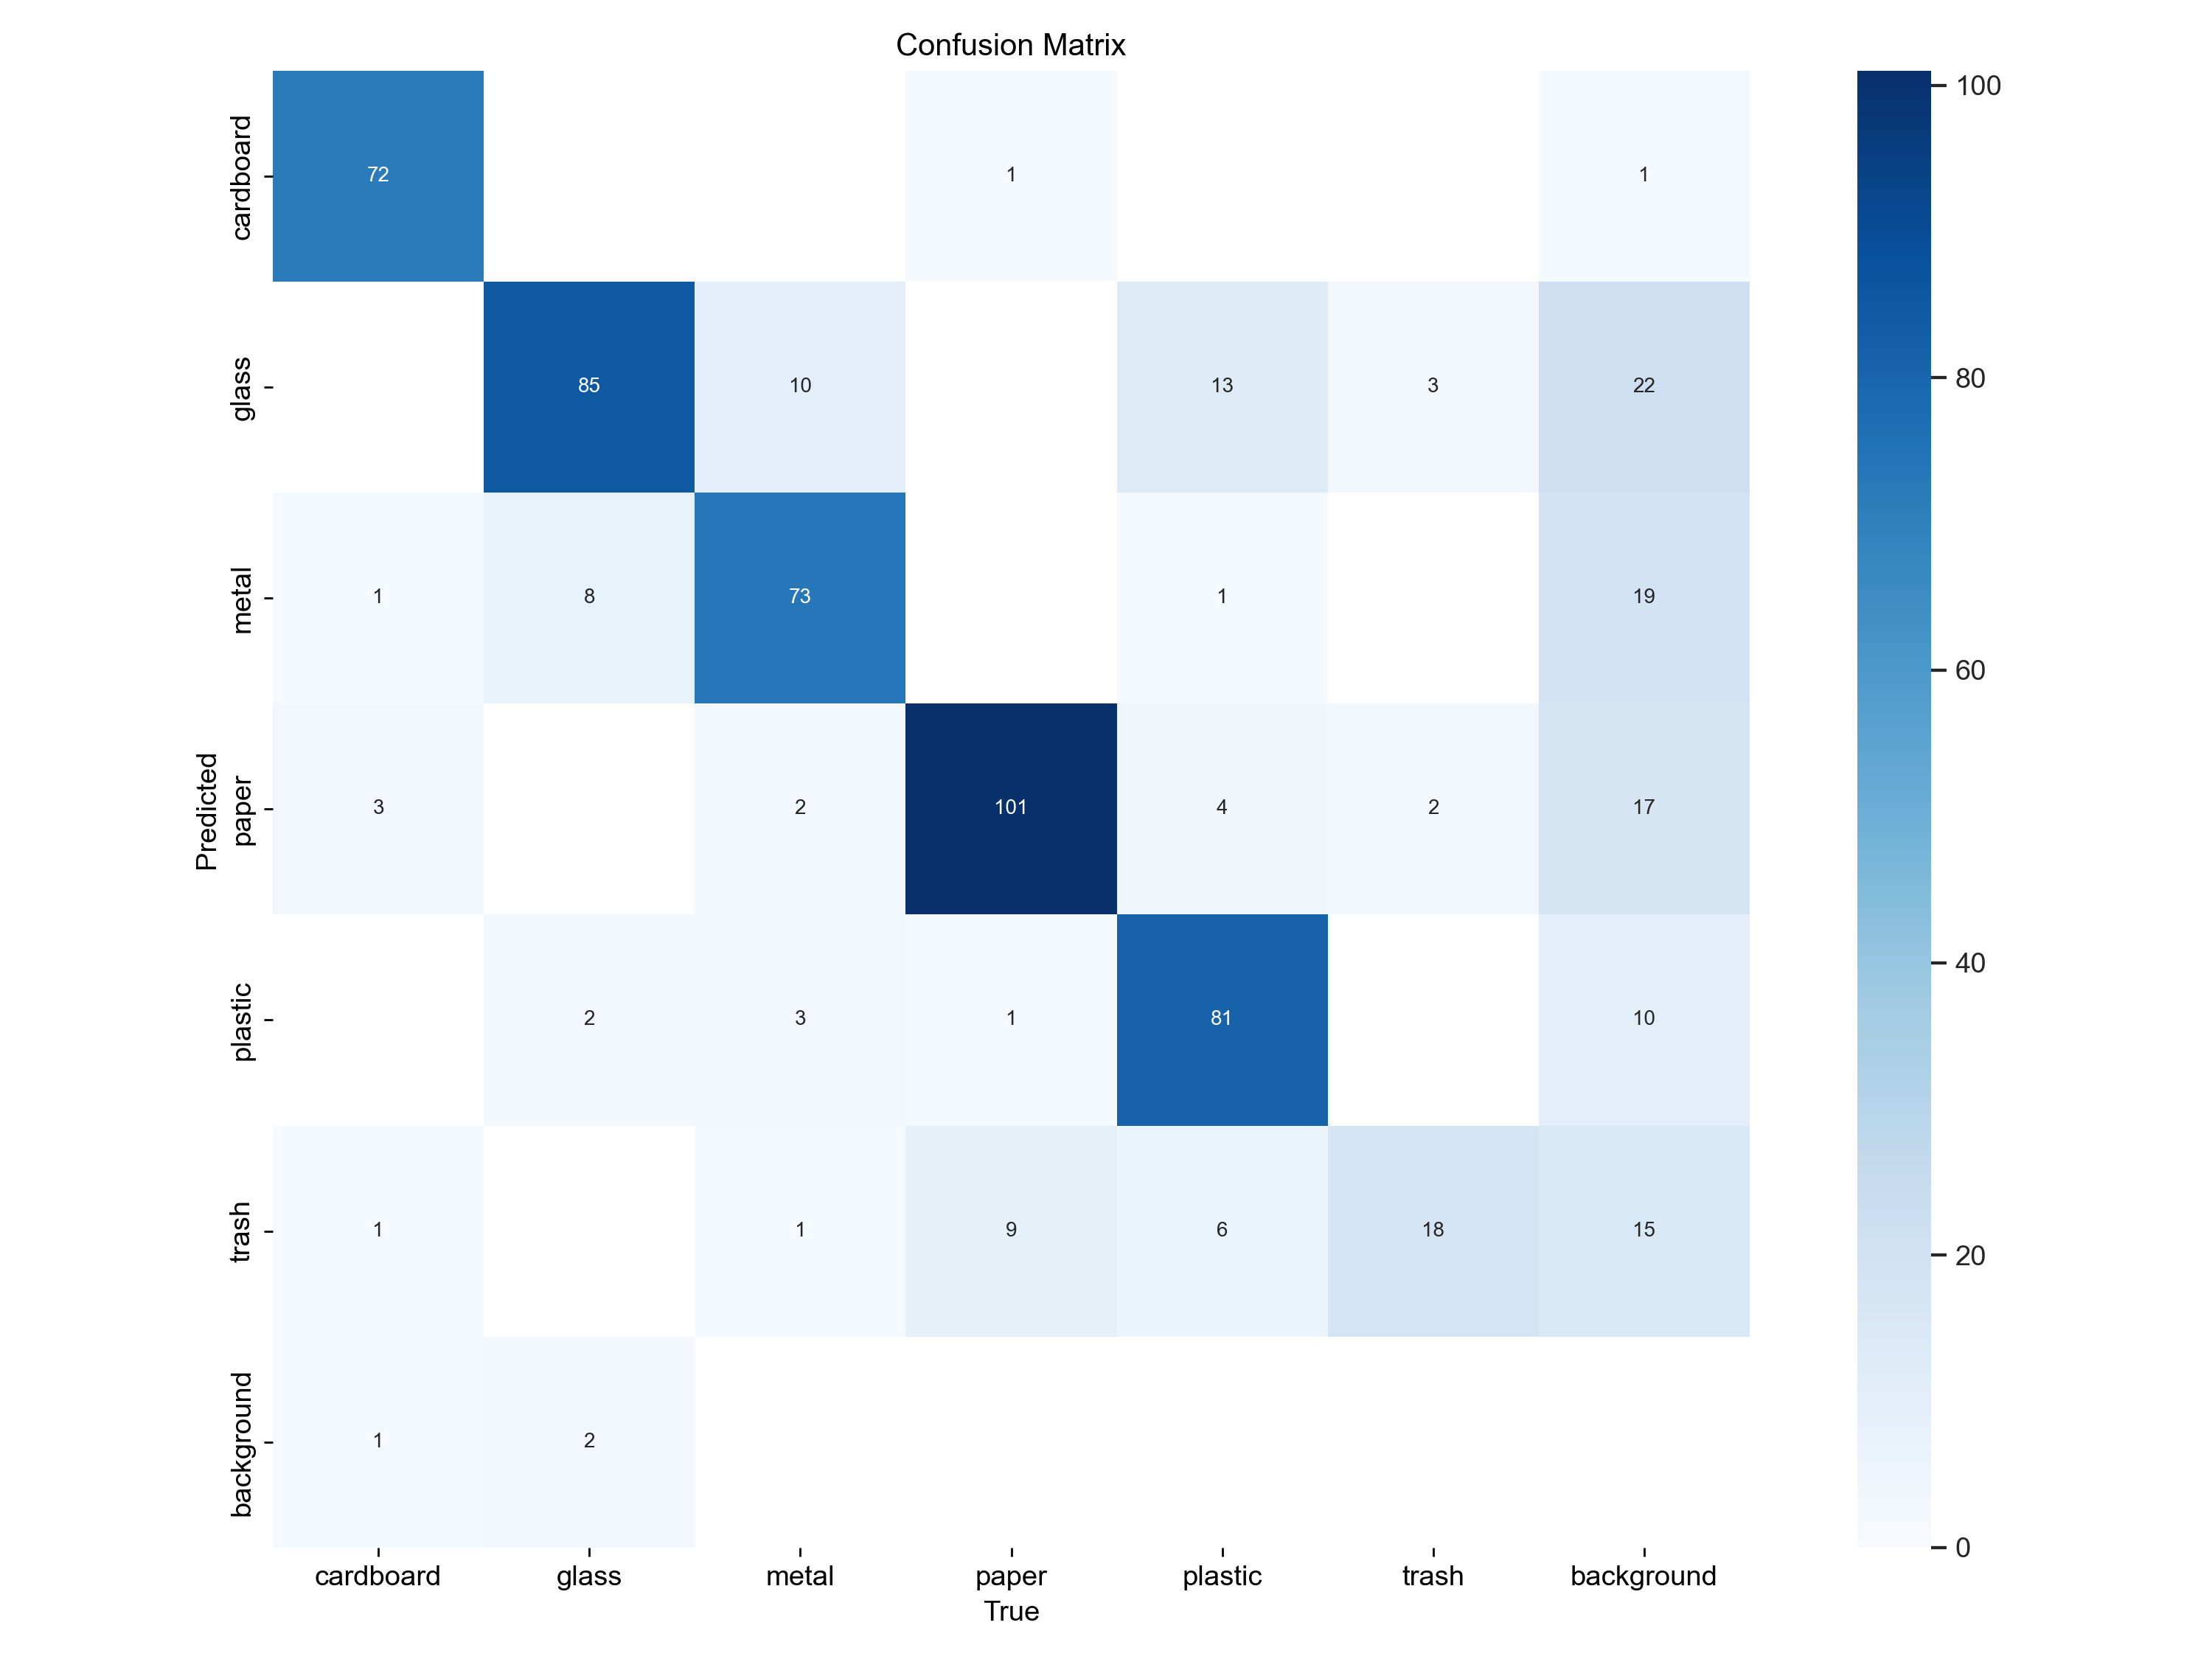 Confusion Matrix
cardboard 72 1 1
glass 85 10 13 3 22
metal 1 8 73 1 19
Predicted
paper 3 2 101 4 2 17
plastic 2 3 1 81 10
trash 1 1 9 6 18 15
background 1 2
cardboard glass metal paper plastic trash background
True
100
80
60
40
20
0